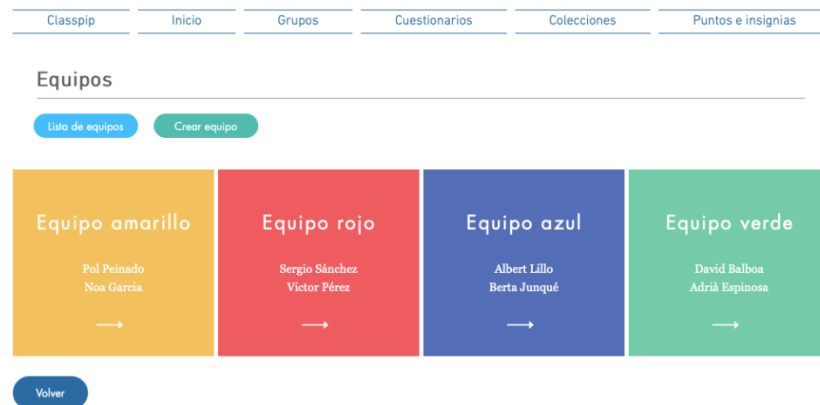 Classpip Inicio Grupos Cuestionarios Colecciones Puntos e insignias
Equipos
Lista de equipos Crear equipo
Equipo amarillo
Pol Peinado
Noa Garcia
Equipo rojo
Sergio Sánchez
Victor Pérez
Equipo azul
Albert Lillo
Berta Junqué
Equipo verde
David Balboa
Adrià Espinosa
Volver